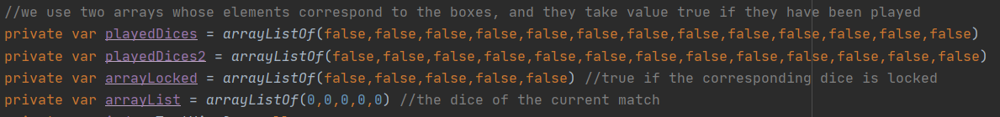 //we use two arrays whose elements correspond to the boxes, and they take value true if they have been played
private var playedDices = arrayListOf(false,false,false,false,false,false,false,false,false,false,false,false,false)
private var playedDices2 = arrayListOf(false,false,false,false,false,false,false,false,false,false,false,false,false)
private var arrayLocked = arrayListOf(false,false,false,false,false) //true if the corresponding dice is locked
private var arrayList = arrayListOf(0,0,0,0,0) //the dice of the current match